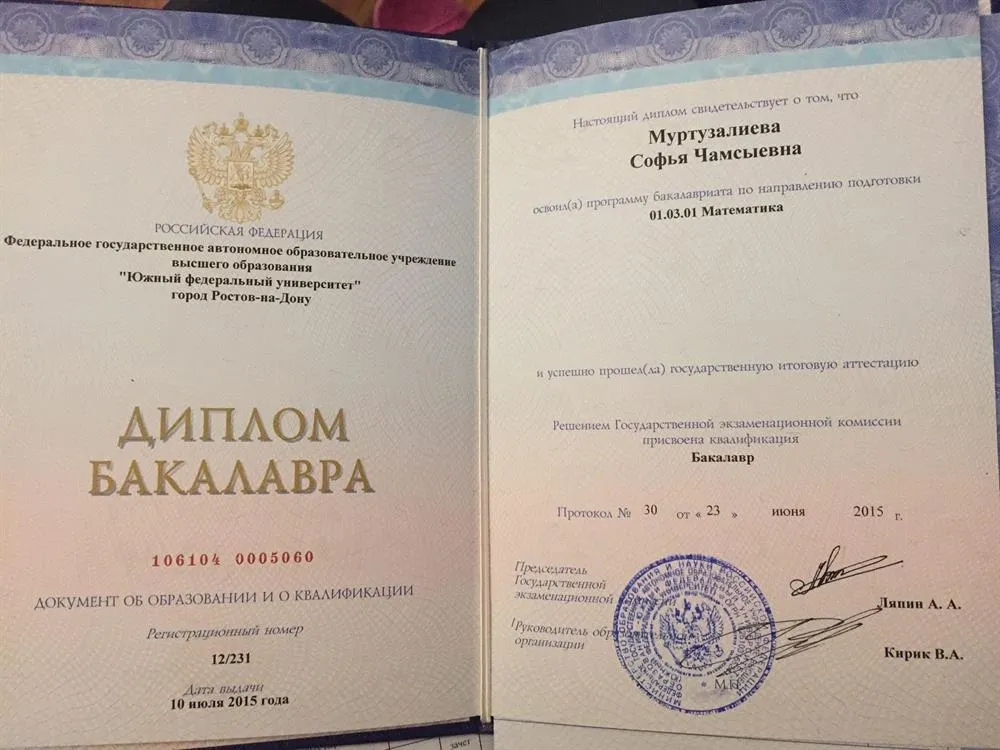 РОССИЙСКАЯ ФЕДЕРАЦИЯ
Федеральное государственное автономное образовательное учреждение
высшего образования
"Южный федеральный университет"
город Ростов-на-Дону
ДИПЛОМ
БАКАЛАВРА
106104 0005060
ДОКУМЕНТ ОБ ОБРАЗОВАНИИ И О КВАЛИФИКАЦИИ
Регистрационный номер
12/231
Дата выдачи
10 июля 2015 года
Настоящий диплом свидетельствует о том, что
Муртузалиева
Софья Чамсыевна
освоил(а) программу бакалавриата по направлению подготовки
01.03.01 Математика
и успешно прошел(ла) государственную итоговую аттестацию
Решением Государственной экзаменационной комиссии
присвоена квалификация
Бакалавр
Протокол № 30 от « 23 » июня 2015 г.
Председатель
Государственной
экзаменационной
Ляпин А. А.
Руководитель
организации
Кирик В.А.
М.П.
зачет